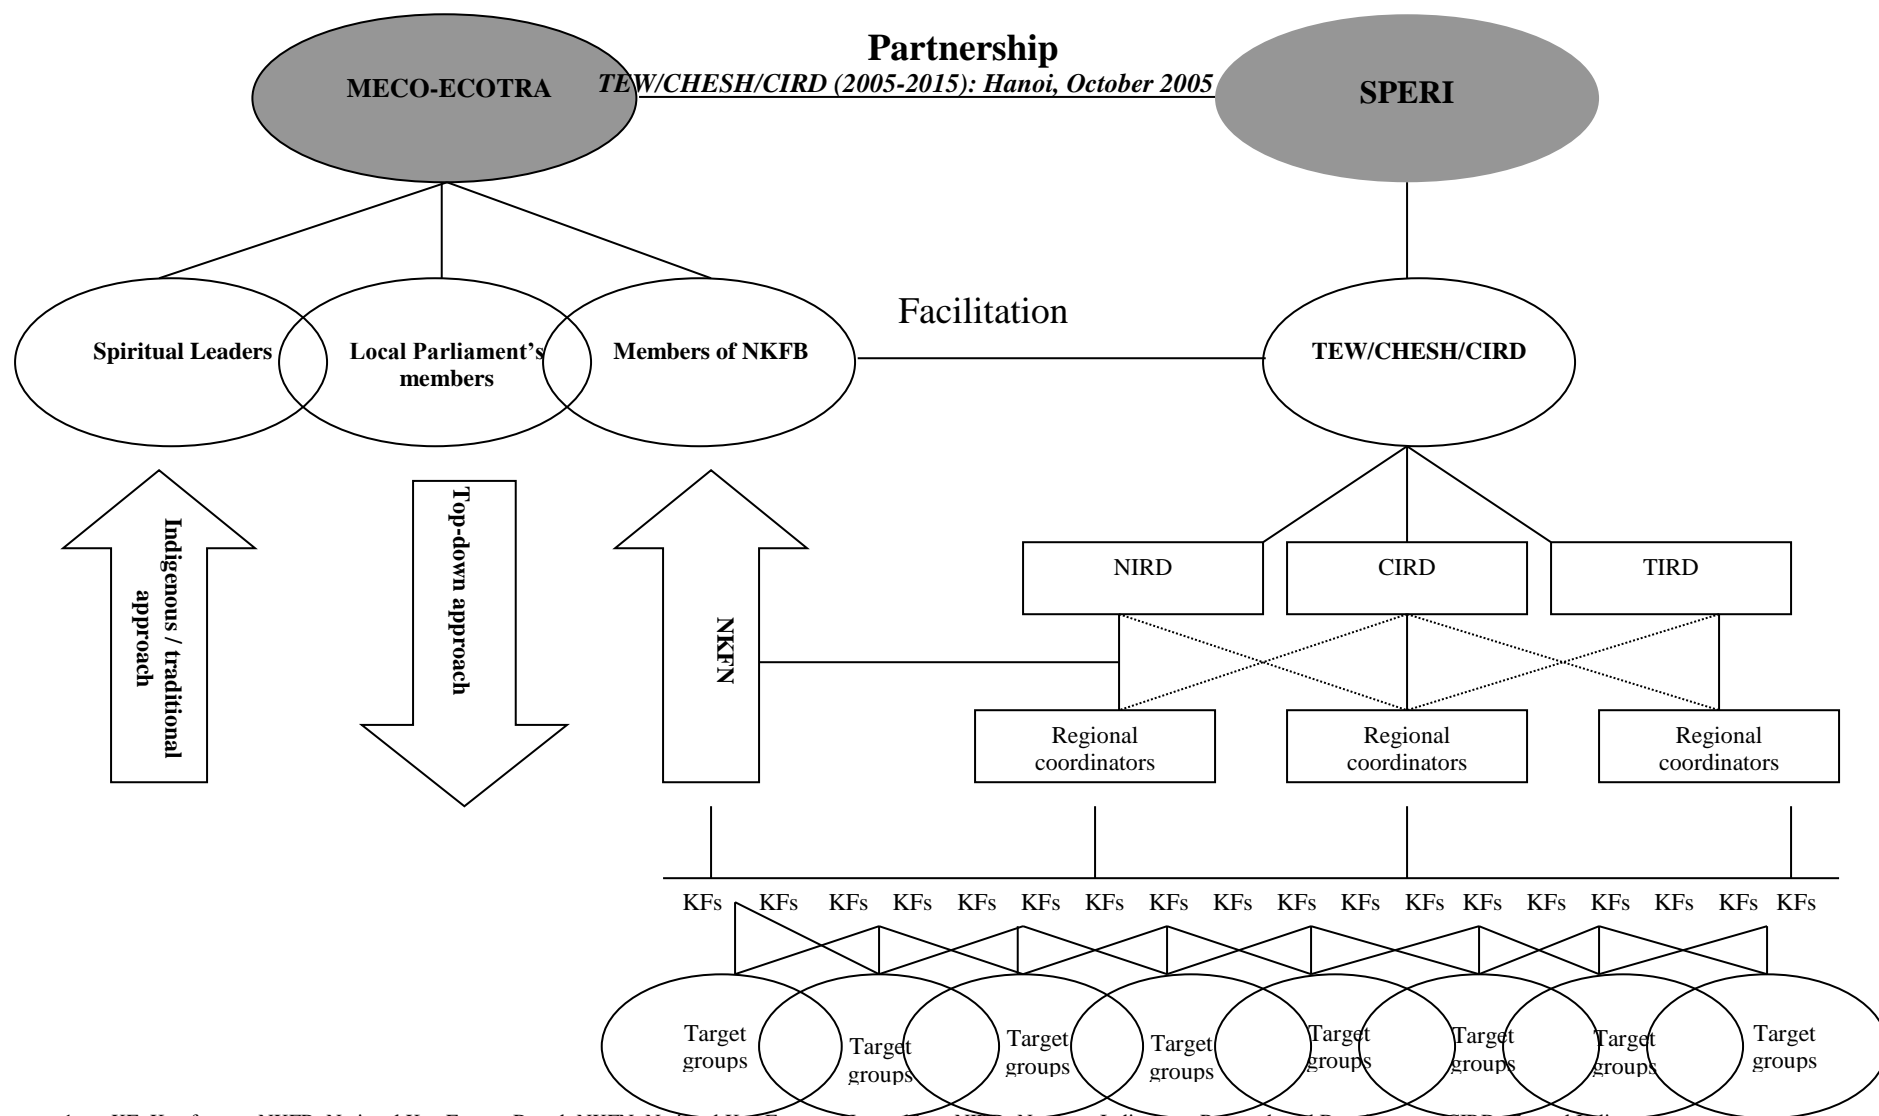 Partnership
TEW/CHESH/CIRD (2005-2015): Hanoi, October 2005
MECO-ECOTRA
SPERI
Facilitation
Spiritual Leaders
Local Parliament's
members
Members of NKFB
TEW/CHESH/CIRD
Indigenous / traditional
approach
Top-down approach
NKFN
NIRD
CIRD
TIRD
Regional
coordinators
Regional
coordinators
Regional
coordinators
KFs KFs KFs KFs KFs KFs KFs KFs KFs KFs KFs KFs KFs KFs KFs KFs KFs KFs
Target
groups
Target
groups
Target
groups
Target
groups
Target
groups
Target
groups
Target
groups
Target
groups